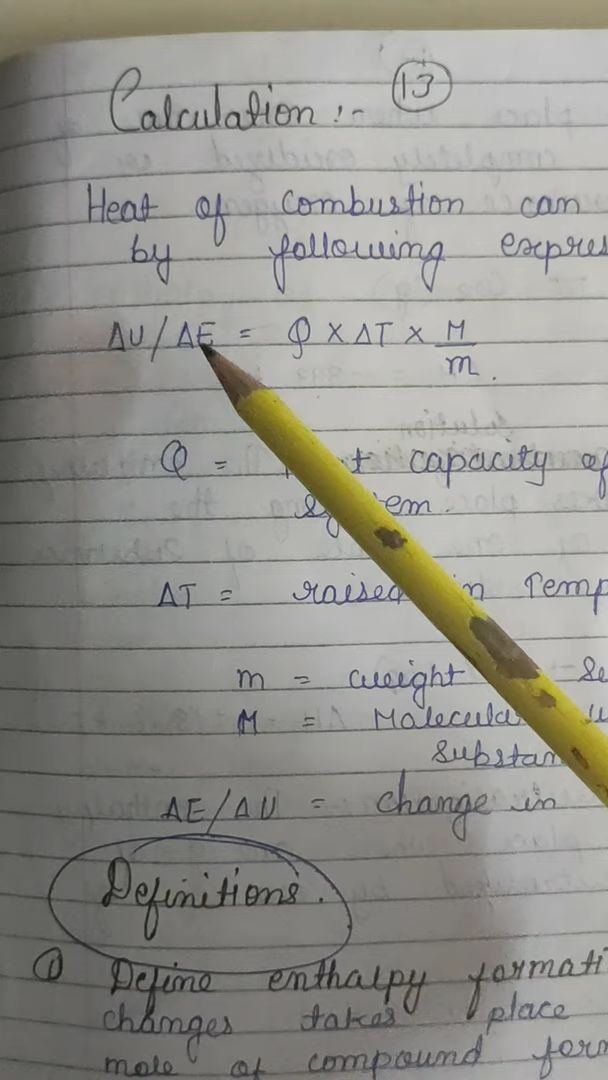 Calculation :- 13
Heat of combustion can
by following expres
ΔU/ΔE = Q × ΔT × M/m.
Q = capacity of
ΔT = raised in Temp
m = weight
M = Molecula
substan
ΔE/ΔU = change in
Definitions.
① Define enthalpy formati
changes takes place
mole of compound form